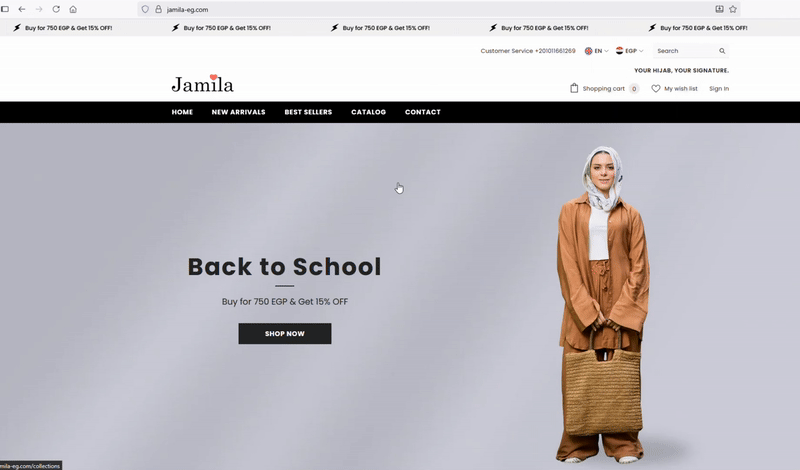 jamila-eg.com
Buy for 750 EGP & Get 15% OFF! Buy for 750 EGP & Get 15% OFF! Buy for 750 EGP & Get 15% OFF! Buy for 750 EGP & Get 15% OFF! Buy for 750 EGP & Get 15% OFF!
Customer Service +201011661269 EN EGP Search
YOUR HIJAB, YOUR SIGNATURE.
Jamila
Shopping cart 0 My wish list Sign In
HOME NEW ARRIVALS BEST SELLERS CATALOG CONTACT
Back to School
Buy for 750 EGP & Get 15% OFF
SHOP NOW
mila-eg.com/collections